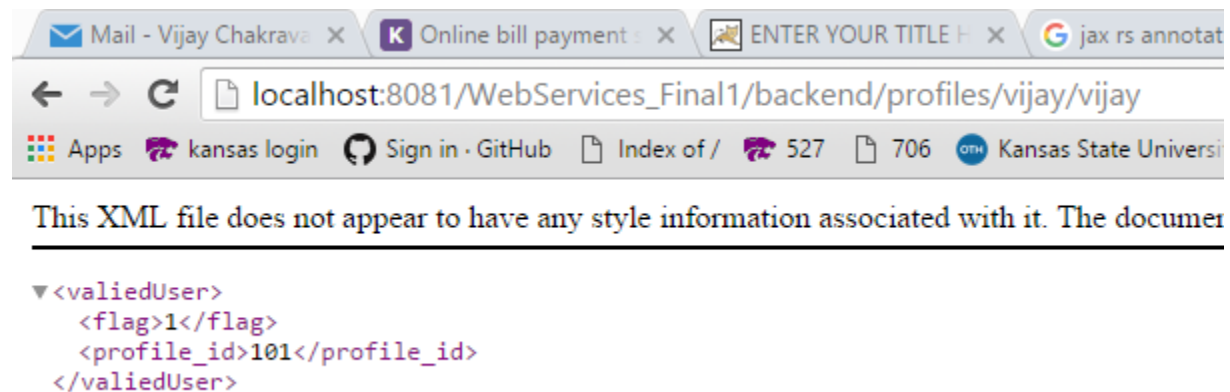 Mail - Vijay Chakrava
K Online bill payment
ENTER YOUR TITLE
G jax rs annotat
localhost:8081/WebServices_Final1/backend/profiles/vijay/vijay
Apps kansas login Sign in · GitHub Index of / 527 706 OTH Kansas State Universi
This XML file does not appear to have any style information associated with it. The documen
<valiedUser>
<flag>1</flag>
<profile_id>101</profile_id>
</valiedUser>